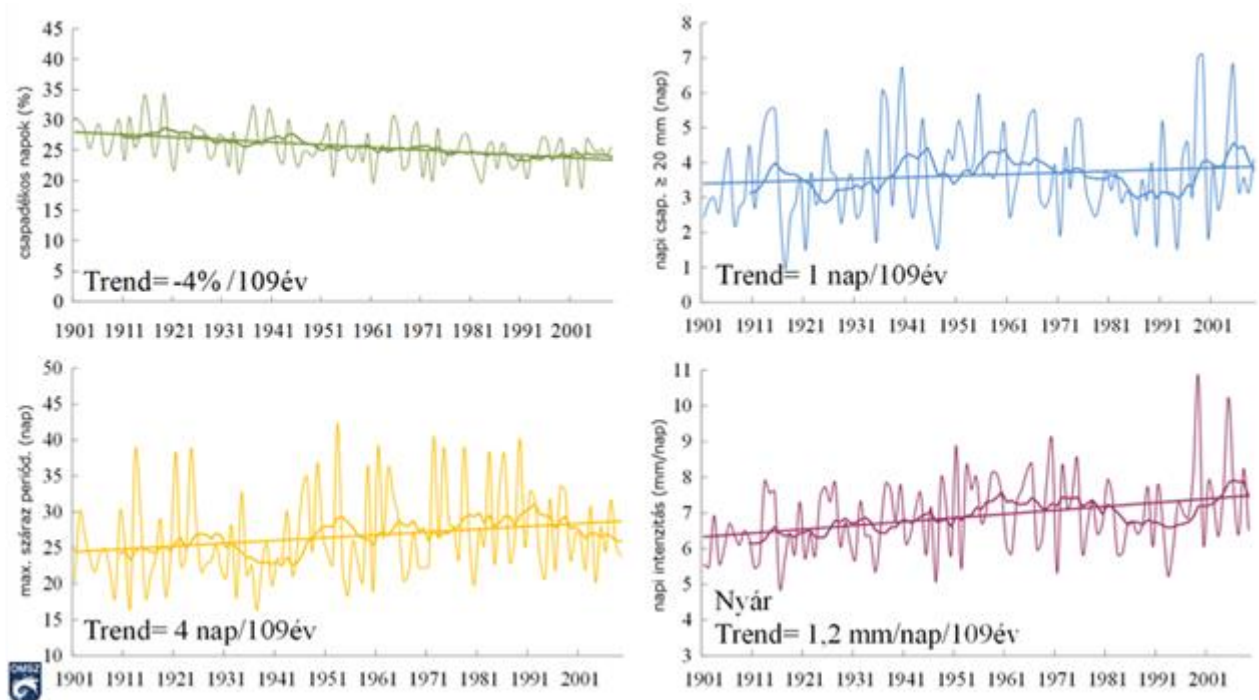 csapadékos napok (%)
45
40
35
30
25
20
15
10
5
0
Trend= -4% /109év
1901 1911 1921 1931 1941 1951 1961 1971 1981 1991 2001
napi csap. ≥ 20 mm (nap)
8
7
6
5
4
3
2
1
0
Trend= 1 nap/109év
1901 1911 1921 1931 1941 1951 1961 1971 1981 1991 2001
max. száraz periód. (nap)
50
45
40
35
30
25
20
15
10
Trend= 4 nap/109év
1901 1911 1921 1931 1941 1951 1961 1971 1981 1991 2001
napi intenzitás (mm/nap)
11
10
9
8
7
6
5
4
3
Nyár
Trend= 1,2 mm/nap/109év
1901 1911 1921 1931 1941 1951 1961 1971 1981 1991 2001
OMSZ